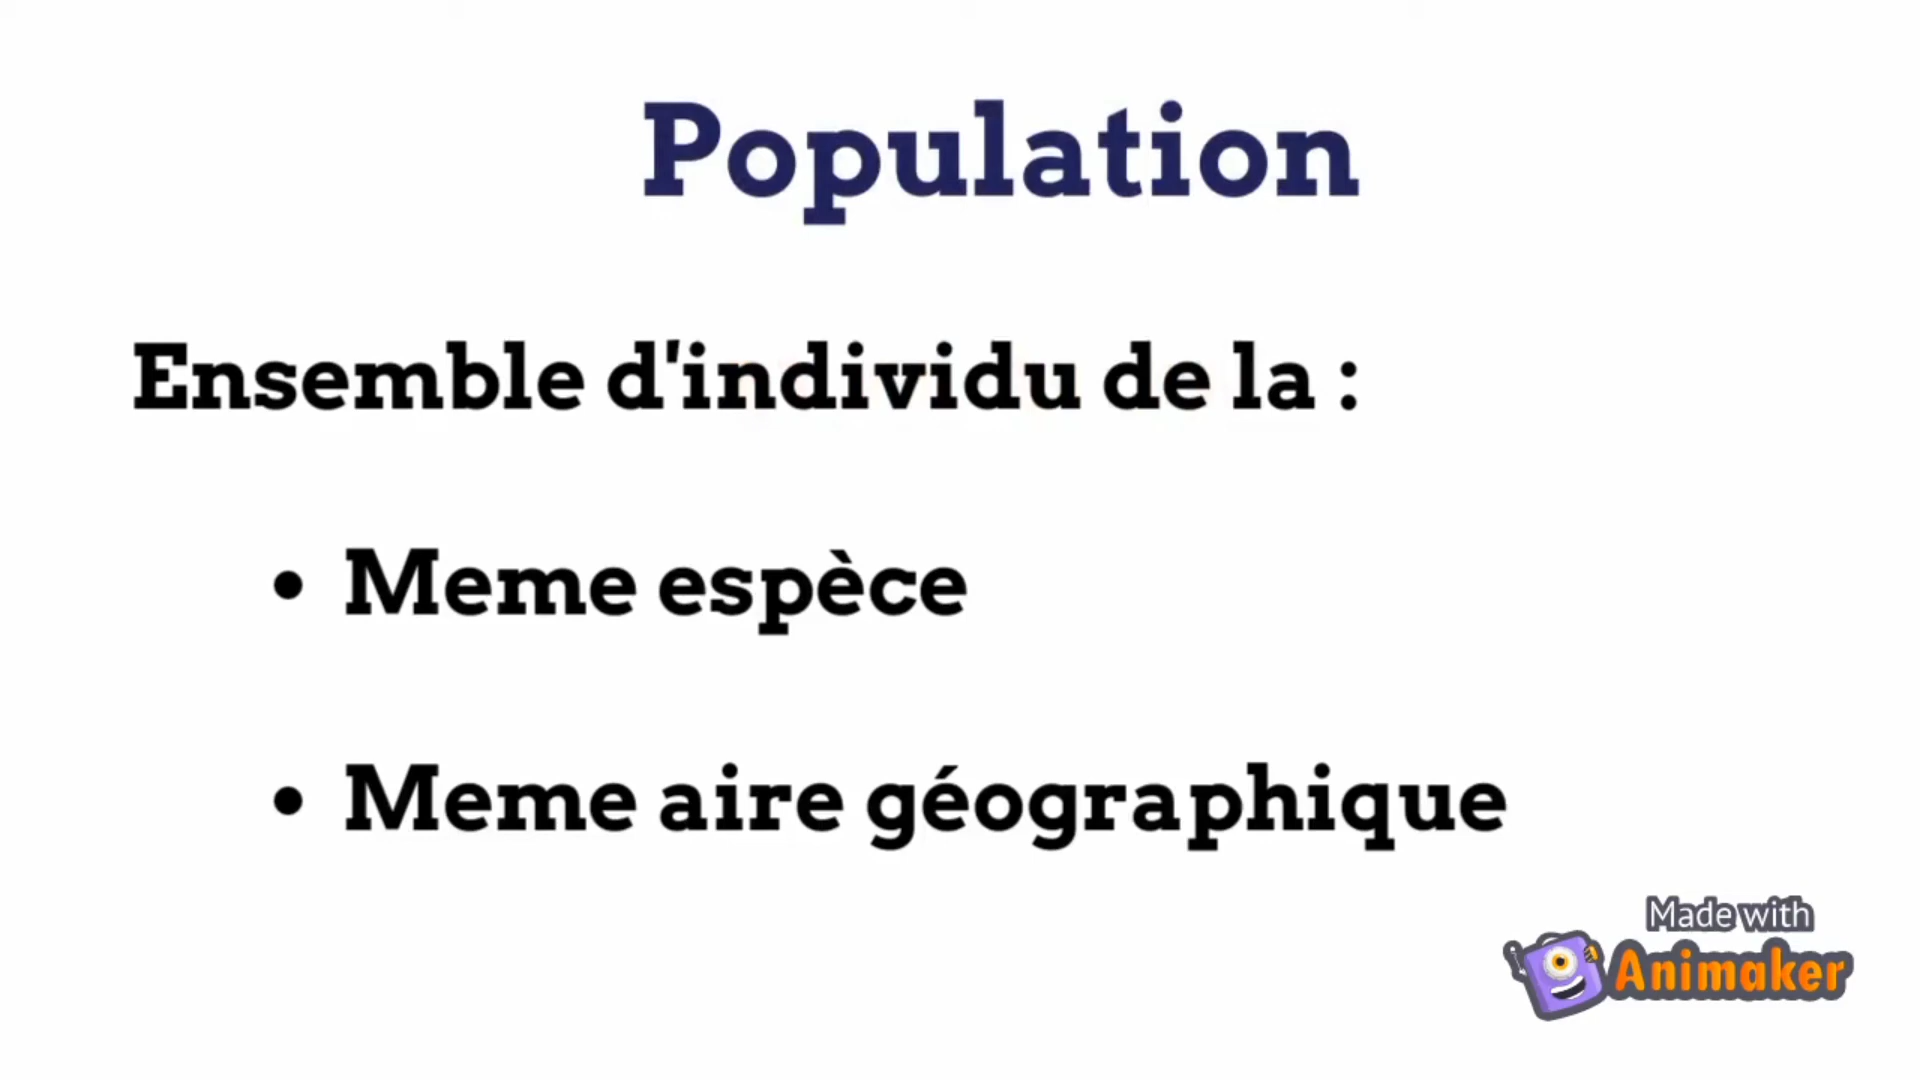 Population
Ensemble d'individu de la :
• Meme espèce
• Meme aire géographique
Made with
Animaker